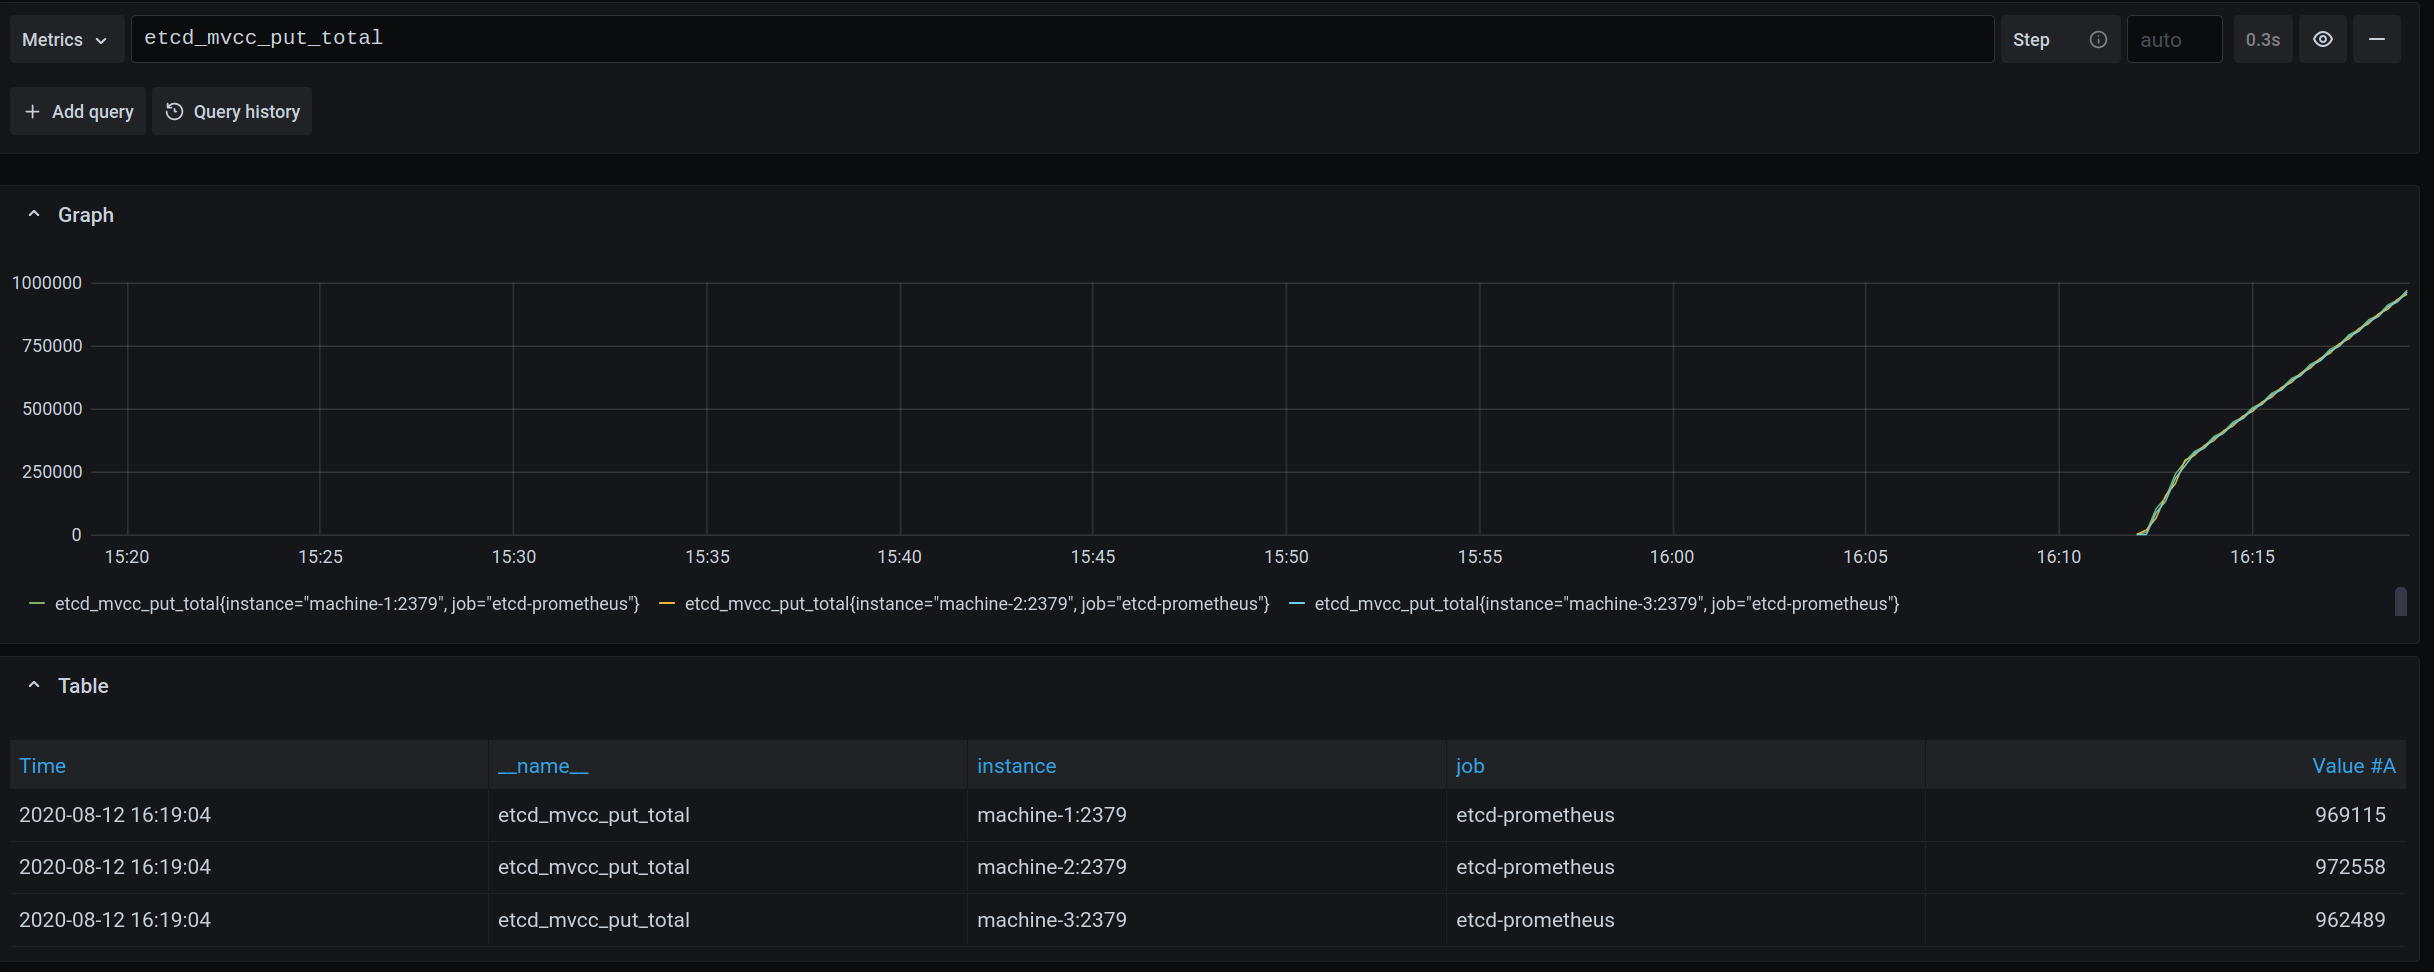 Metrics etcd_mvcc_put_total Step auto 0.3s
Add query Query history
Graph
1000000
750000
500000
250000
0
15:20 15:25 15:30 15:35 15:40 15:45 15:50 15:55 16:00 16:05 16:10 16:15
etcd_mvcc_put_total{instance="machine-1:2379", job="etcd-prometheus"} etcd_mvcc_put_total{instance="machine-2:2379", job="etcd-prometheus"} etcd_mvcc_put_total{instance="machine-3:2379", job="etcd-prometheus"}
Table
Time __name__ instance job Value #A
2020-08-12 16:19:04 etcd_mvcc_put_total machine-1:2379 etcd-prometheus 969115
2020-08-12 16:19:04 etcd_mvcc_put_total machine-2:2379 etcd-prometheus 972558
2020-08-12 16:19:04 etcd_mvcc_put_total machine-3:2379 etcd-prometheus 962489